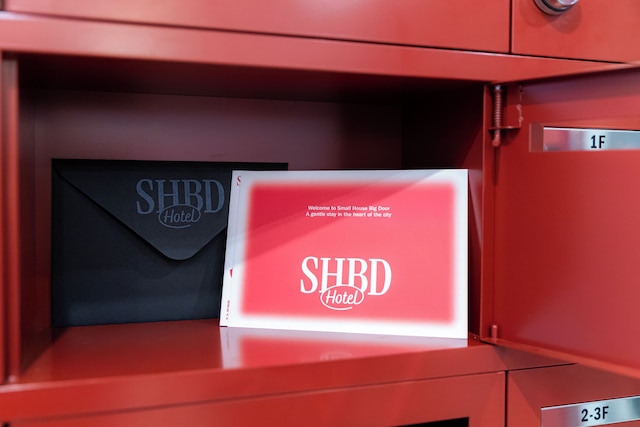 1F
SHBD
Hotel
Welcome to Small House Big Door
A gentle stay in the heart of the city
SHBD
Hotel
2-3F